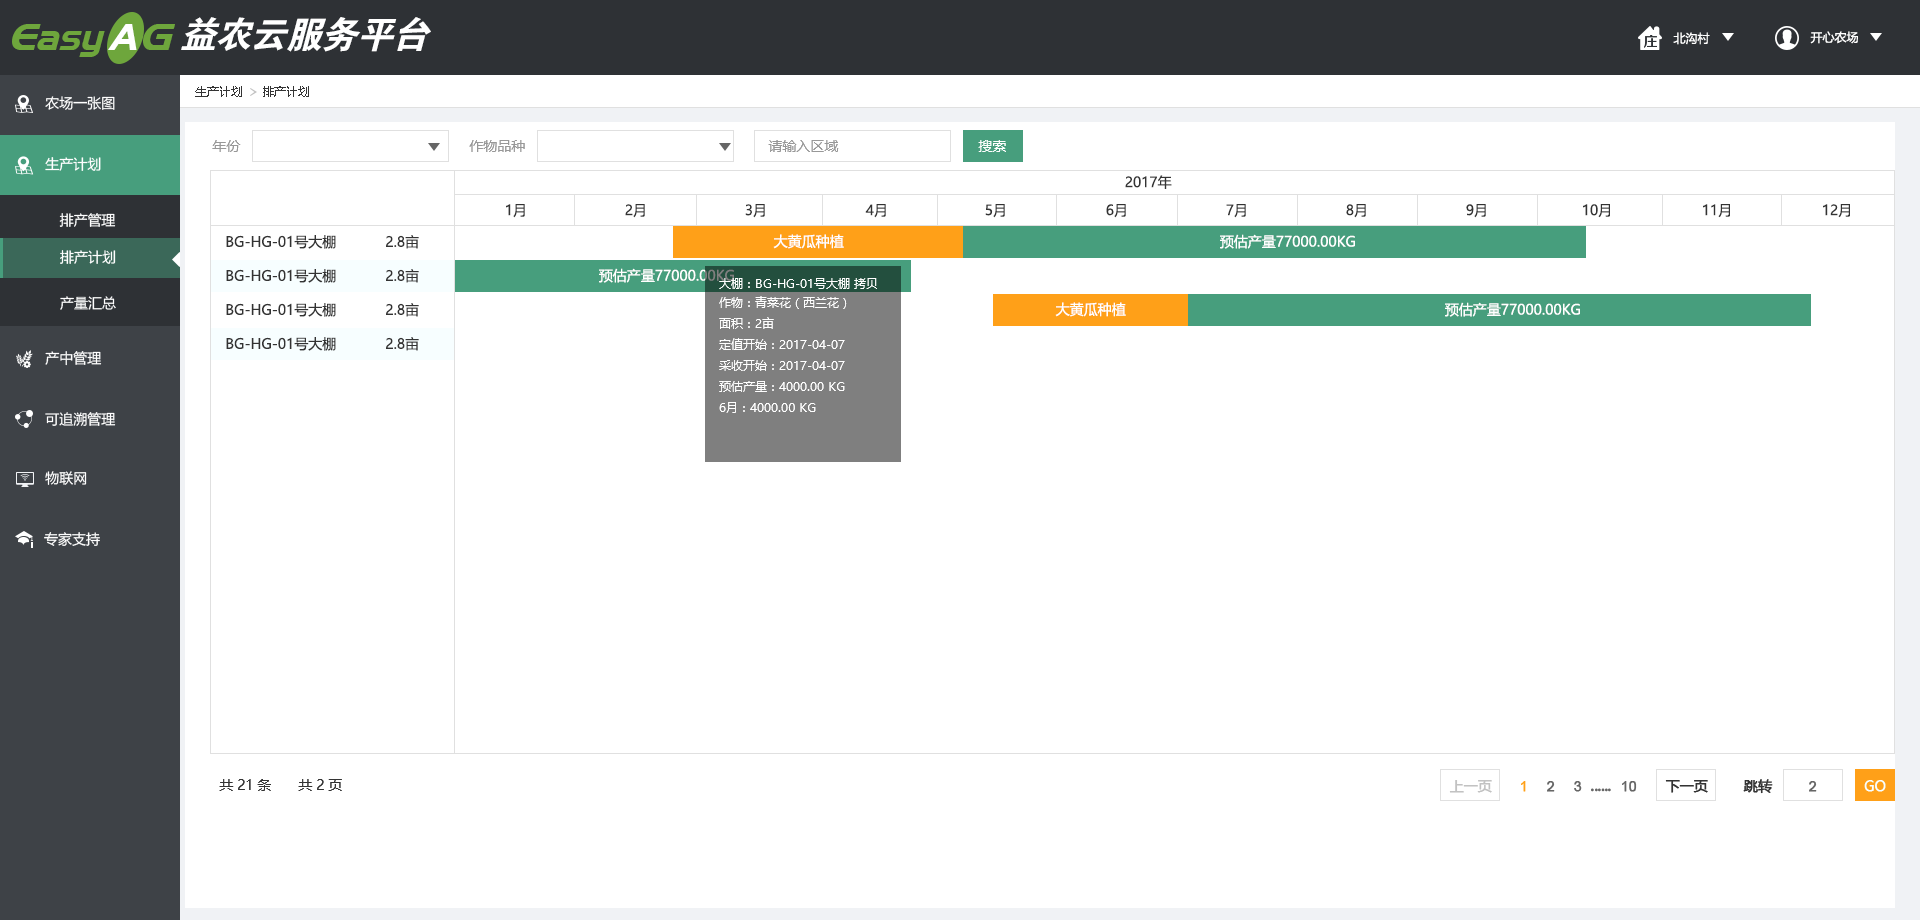 EasyAG 益农云服务平台
北沟村
开心农场
农场一张图
生产计划
排产管理
排产计划
产量汇总
产中管理
可追溯管理
物联网
专家支持
生产计划 > 排产计划
年份
作物品种
请输入区域
搜索
2017年
1月 2月 3月 4月 5月 6月 7月 8月 9月 10月 11月 12月
BG-HG-01号大棚 2.8亩 大黄瓜种植 预估产量77000.00KG
BG-HG-01号大棚 2.8亩 预估产量77000.00KG
BG-HG-01号大棚 2.8亩 大黄瓜种植 预估产量77000.00KG
BG-HG-01号大棚 2.8亩
大棚：BG-HG-01号大棚 拷贝
作物：青菜花（西兰花）
面积：2亩
定值开始：2017-04-07
采收开始：2017-04-07
预估产量：4000.00 KG
6月：4000.00 KG
共 21 条 共 2 页
上一页 1 2 3 ...... 10 下一页 跳转 2 GO
庄